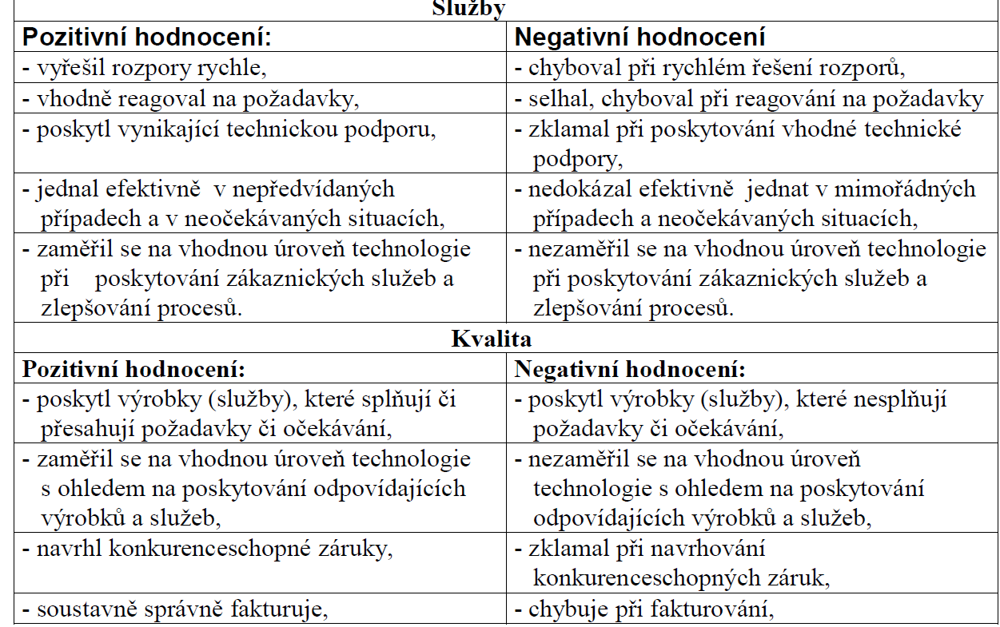 Služby
Pozitivní hodnocení:
Negativní hodnocení
- vyřešil rozpory rychle,
- chyboval při rychlém řešení rozporů,
- vhodně reagoval na požadavky,
- selhal, chyboval při reagování na požadavky
- poskytl vynikající technickou podporu,
- zklamal při poskytování vhodné technické
podpory,
- jednal efektivně v nepředvídaných
případech a v neočekávaných situacích,
- nedokázal efektivně jednat v mimořádných
případech a neočekávaných situacích,
- zaměřil se na vhodnou úroveň technologie
při poskytování zákaznických služeb a
zlepšování procesů.
- nezaměřil se na vhodnou úroveň technologie
při poskytování zákaznických služeb a
zlepšování procesů.
Kvalita
Pozitivní hodnocení:
Negativní hodnocení:
- poskytl výrobky (služby), které splňují či
přesahují požadavky či očekávání,
- poskytl výrobky (služby), které nesplňují
požadavky či očekávání,
- zaměřil se na vhodnou úroveň technologie
s ohledem na poskytování odpovídajících
výrobků a služeb,
- nezaměřil se na vhodnou úroveň
technologie s ohledem na poskytování
odpovídajících výrobků a služeb,
- navrhl konkurenceschopné záruky,
- zklamal při navrhování
konkurenceschopných záruk,
- soustavně správně fakturuje,
- chybuje při fakturování,